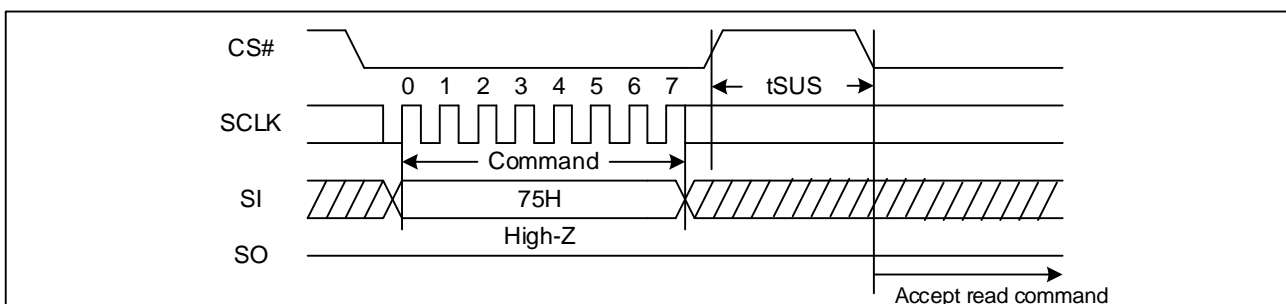 CS#
0 1 2 3 4 5 6 7
tSUS
SCLK
Command
SI
75H
High-Z
SO
Accept read command